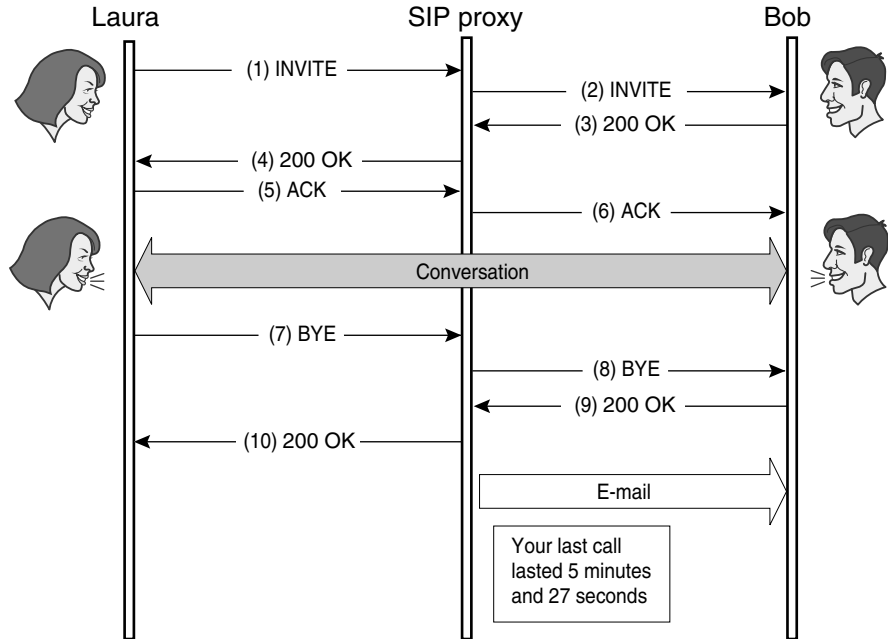 Laura
SIP proxy
Bob
(1) INVITE
(2) INVITE
(3) 200 OK
(4) 200 OK
(5) ACK
(6) ACK
Conversation
(7) BYE
(8) BYE
(9) 200 OK
(10) 200 OK
E-mail
Your last call
lasted 5 minutes
and 27 seconds